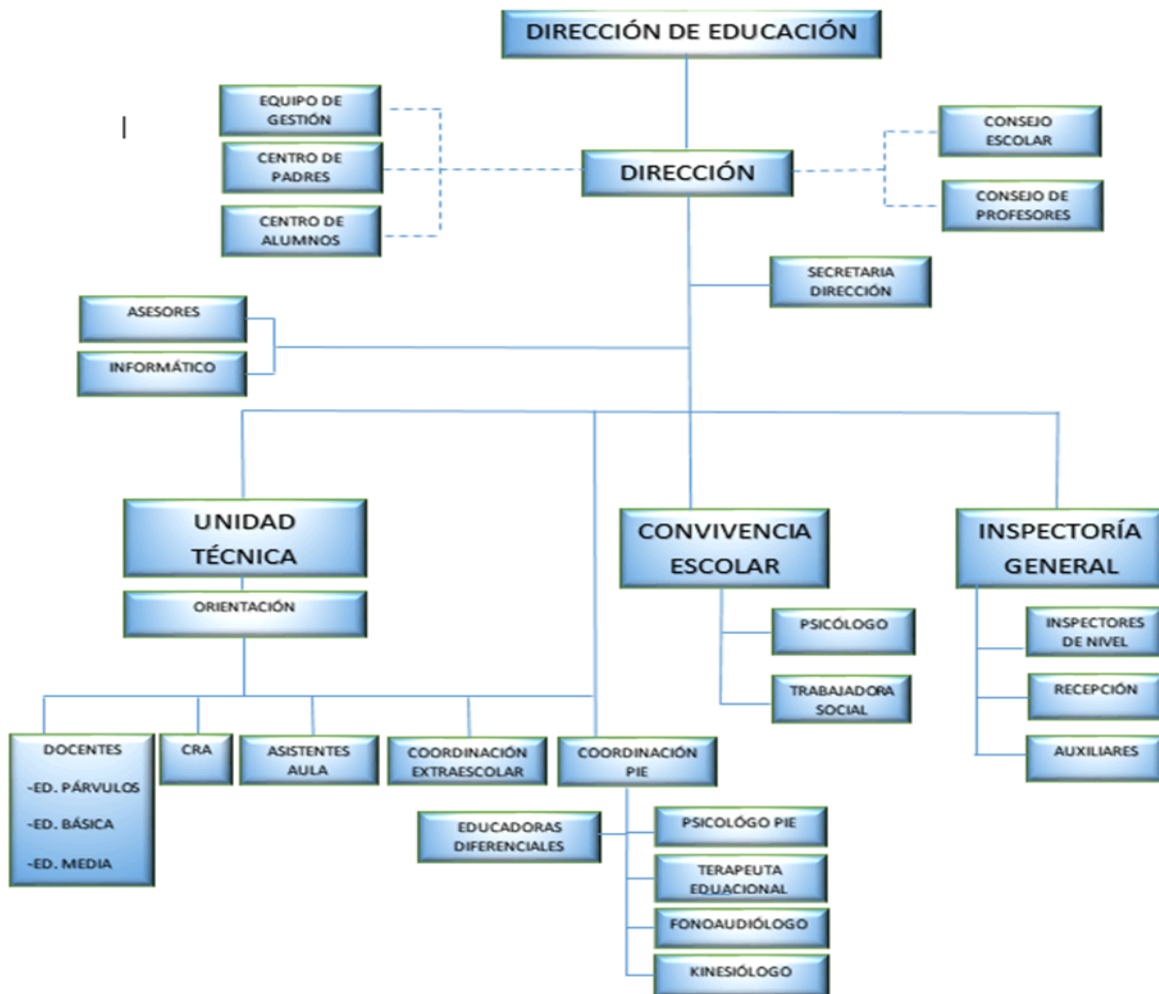 DIRECCIÓN DE EDUCACIÓN
EQUIPO DE
GESTIÓN
CENTRO DE
PADRES
CENTRO DE
ALUMNOS
DIRECCIÓN
CONSEJO
ESCOLAR
CONSEJO DE
PROFESORES
SECRETARIA
DIRECCIÓN
ASESORES
INFORMÁTICO
UNIDAD
TÉCNICA
ORIENTACIÓN
CONVIVENCIA
ESCOLAR
PSICÓLOGO
TRABAJADORA
SOCIAL
INSPECTORÍA
GENERAL
INSPECTORES
DE NIVEL
RECEPCIÓN
AUXILIARES
DOCENTES
-ED. PÁRVULOS
-ED. BÁSICA
-ED. MEDIA
CRA
ASISTENTES
AULA
COORDINACIÓN
EXTRAESCOLAR
COORDINACIÓN
PIE
EDUCADORAS
DIFERENCIALES
PSICOLÓGO PIE
TERAPEUTA
EDUACIONAL
FONOAUDIÓLOGO
KINESIÓLOGO